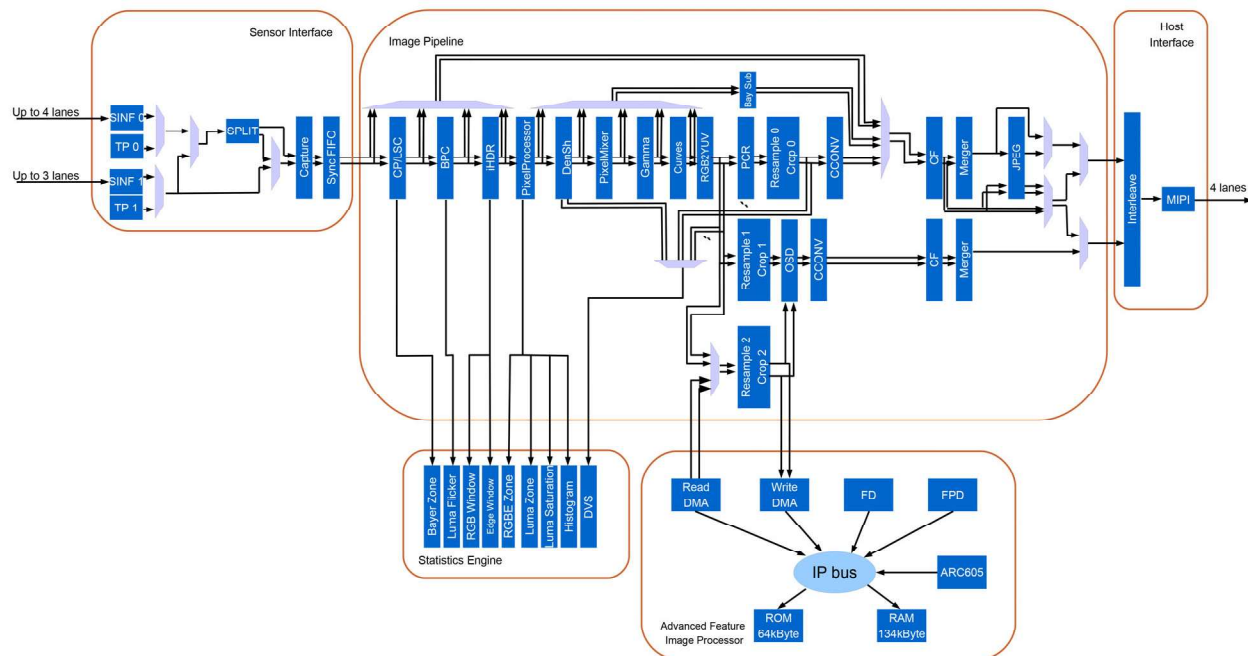 Sensor Interface
Up to 4 lanes
SINF 0
TP 0
Up to 3 lanes
SINF 1
TP 1
SPLIT
Capture
Sync FIFO
Image Pipeline
CP/LSC
BPC
iHDR
PixelProcessor
DenSh
PixelMixer
Gamma
Curves
RGB2YUV
Bay Sub
PCR
Resample 0
Crop 0
CCONV
CF
Merger
JPEG
Resample 1
Crop 1
OSD
CCONV
CF
Merger
Resample 2
Crop 2
Host
Interface
Interleave
MIPI
4 lanes
Bayer Zone
Luma Flicker
RGB Window
Edge Window
RGBE Zone
Luma Zone
Luma Saturation
Histogram
DVS
Statistics Engine
Read
DMA
Write
DMA
FD
FPD
IP bus
ARC605
ROM
64kByte
RAM
134kByte
Advanced Feature
Image Processor